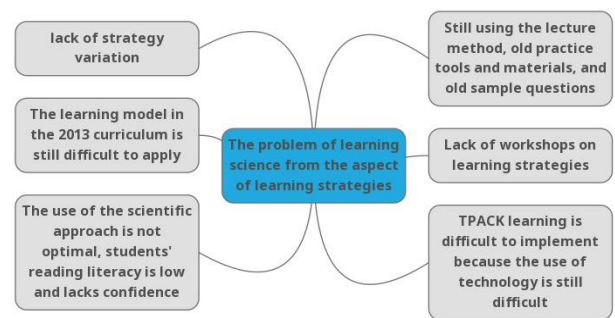 lack of strategy
variation
The learning model in
the 2013 curriculum is
still difficult to apply
The use of the scientific
approach is not
optimal, students'
reading literacy is low
and lacks confidence
The problem of learning
science from the aspect
of learning strategies
Still using the lecture
method, old practice
tools and materials, and
old sample questions
Lack of workshops on
learning strategies
TPACK learning is
difficult to implement
because the use of
technology is still
difficult